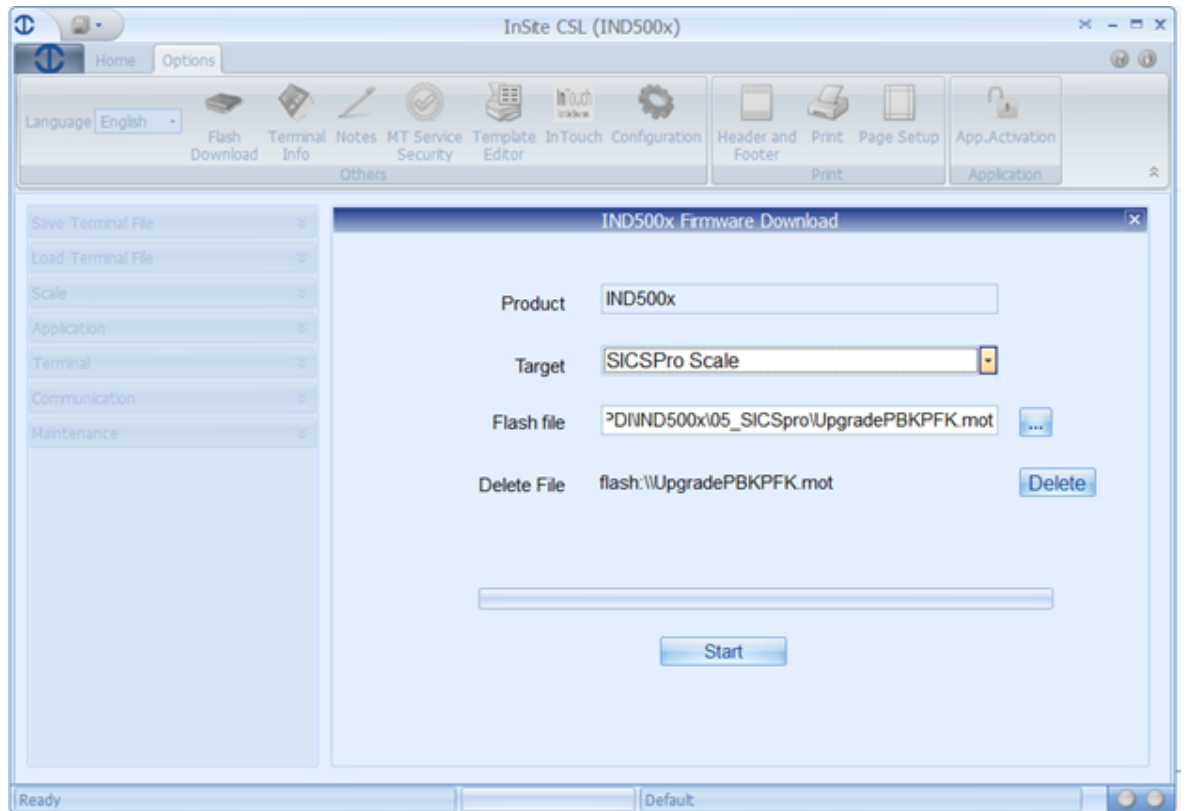 InSite CSL (IND500x)
Home Options
Language English
Flash Download
Terminal Info
Notes
MT Service Security
Template Editor
InTouch
Configuration
Others
Header and Footer
Print
Page Setup
Print
App.Activation
Application
Save Terminal File
Load Terminal File
Scale
Application
Terminal
Communication
Maintenance
IND500x Firmware Download
Product IND500x
Target SICSPro Scale
Flash file PDI\IND500x\05_SICSpro\UpgradePBKPFK.mot ...
Delete File flash:\\UpgradePBKPFK.mot Delete
Start
Ready Default